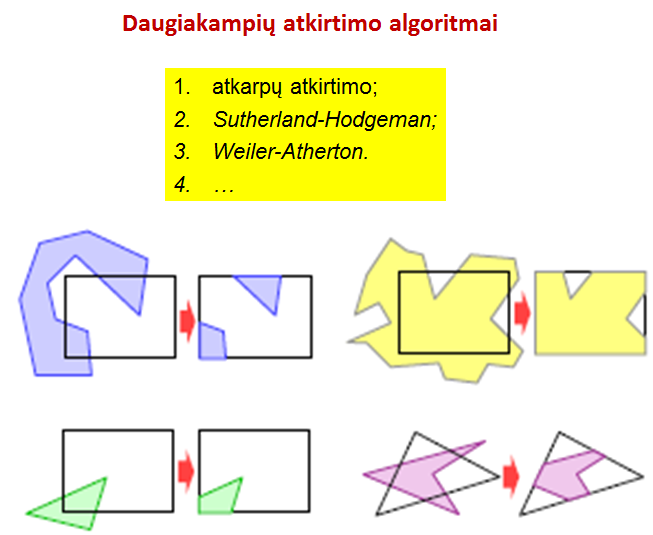 Daugiakampių atkirtimo algoritmai
1. atkarpų atkirtimo;
2. Sutherland-Hodgeman;
3. Weiler-Atherton.
4. …